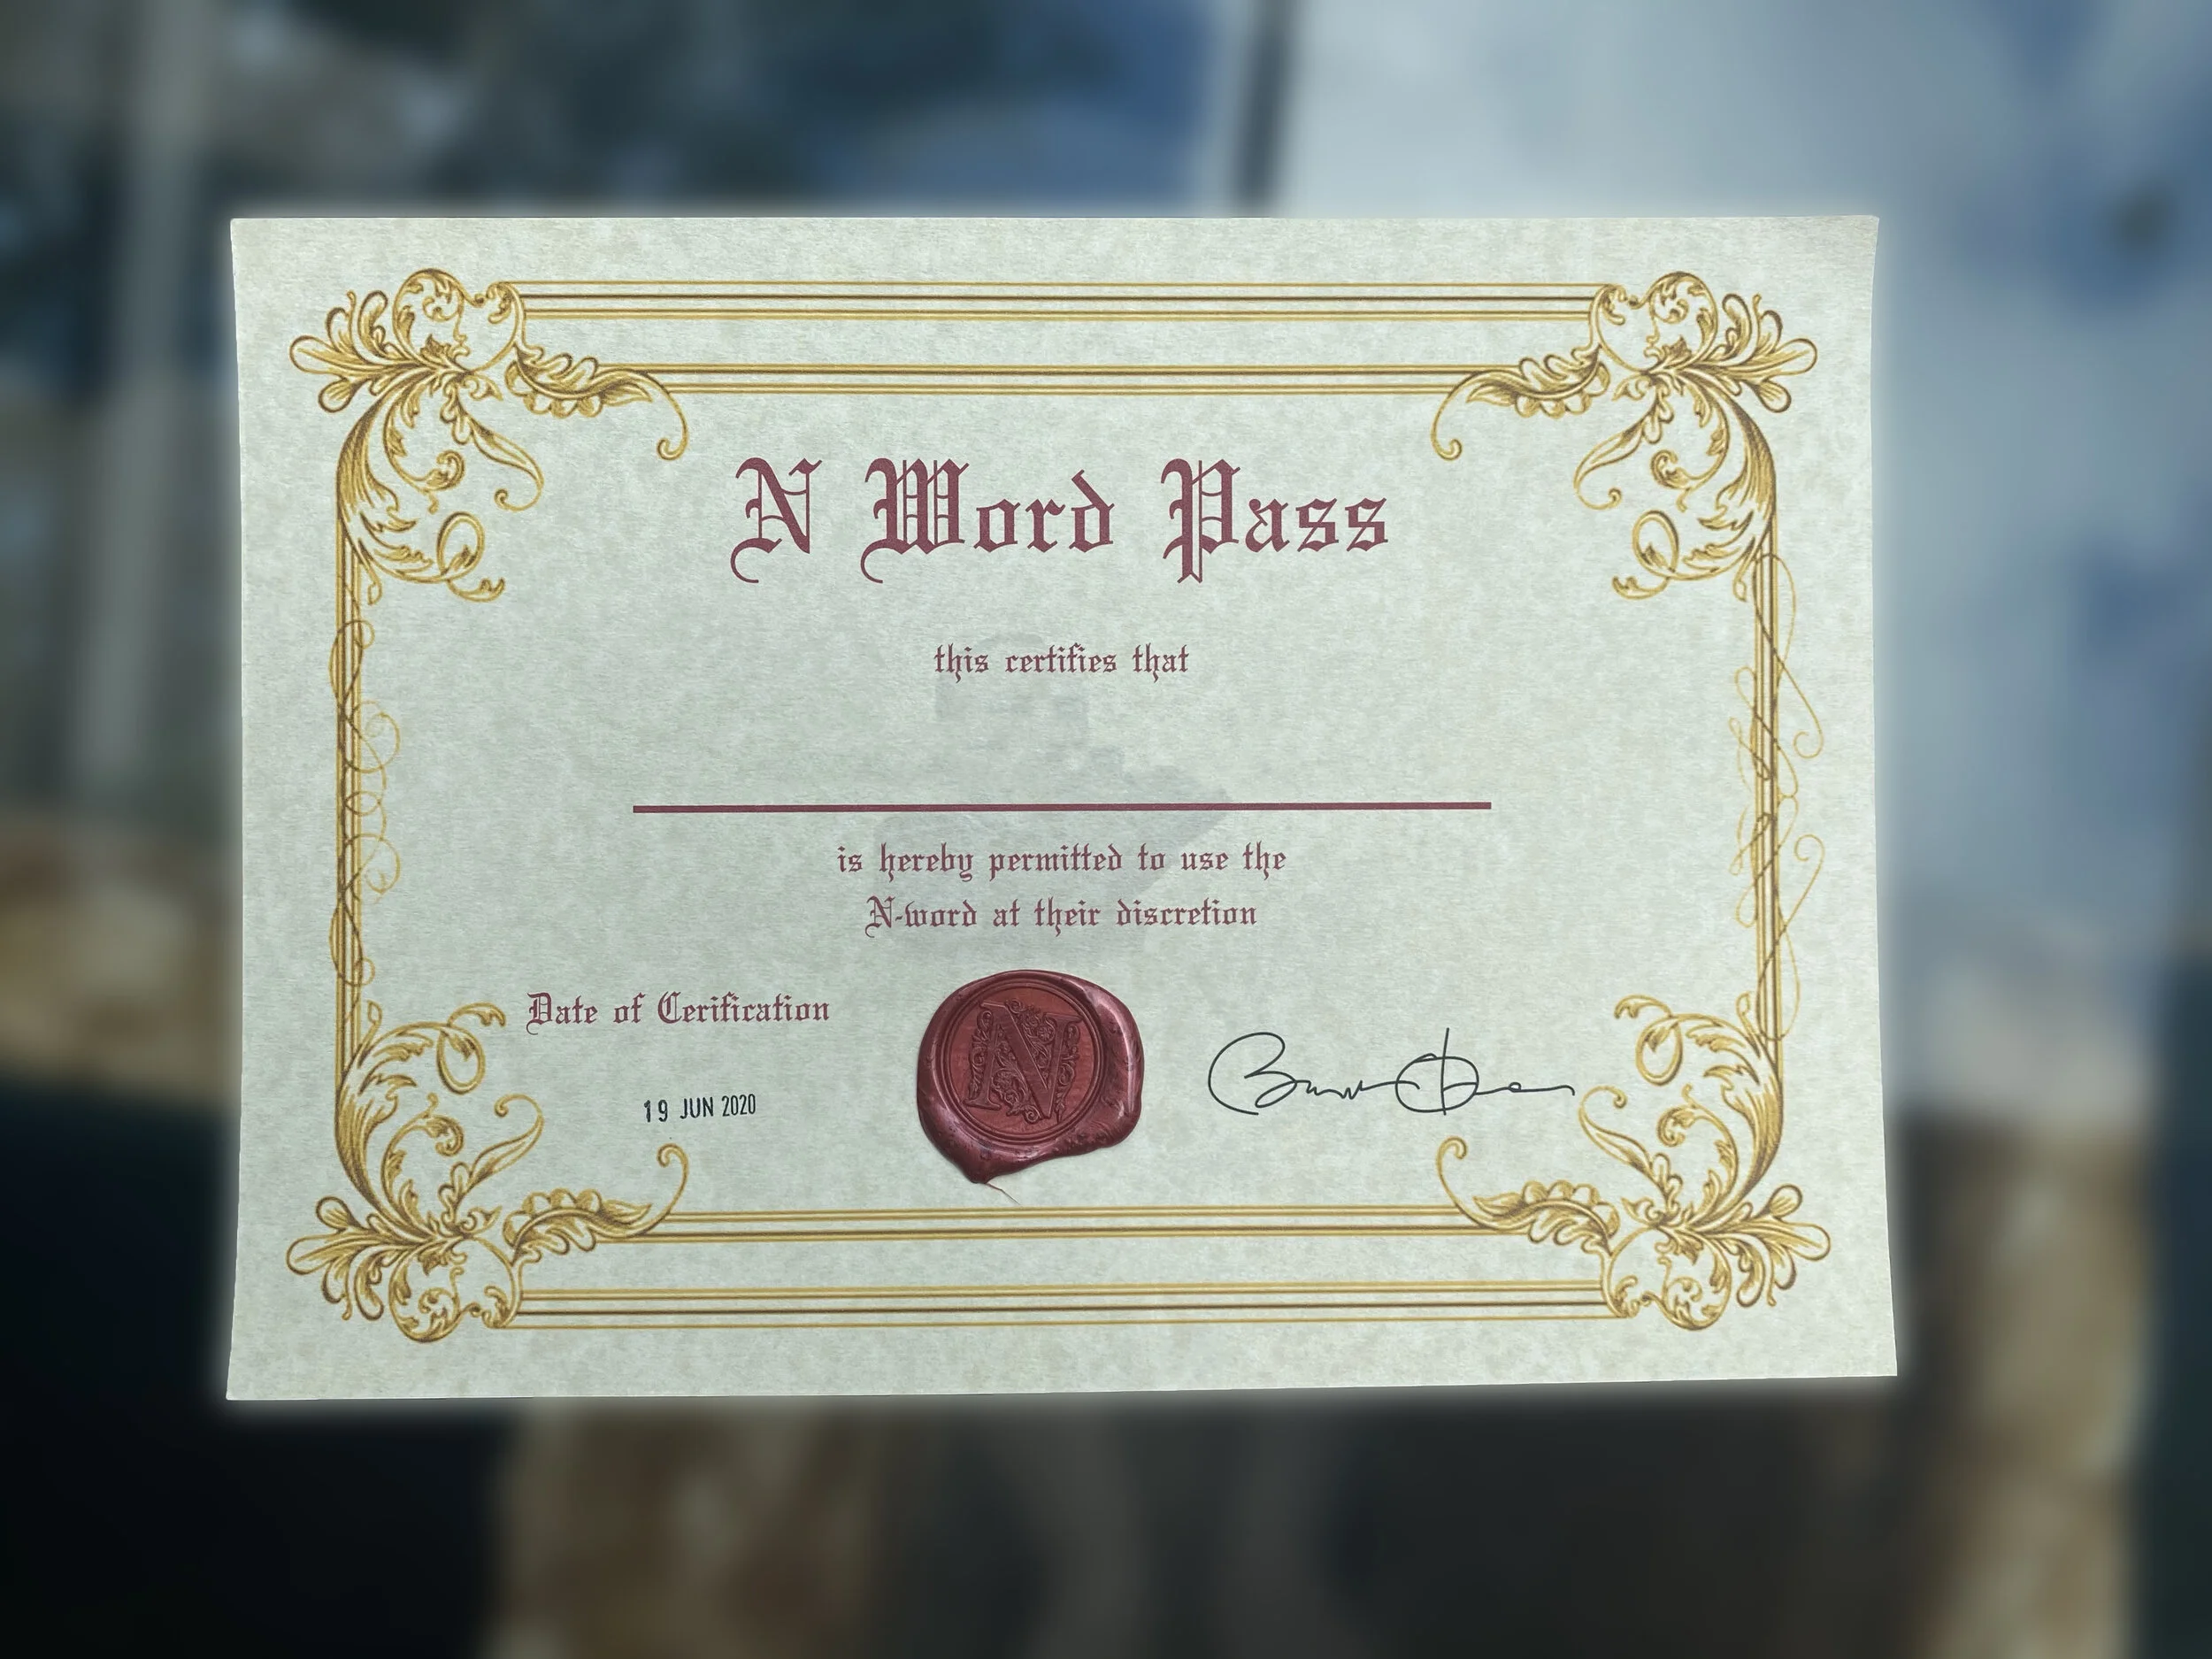 N Word Pass
this certifies that
is hereby permitted to use the
N-word at their discretion
Date of Cerification
19 JUN 2020
N